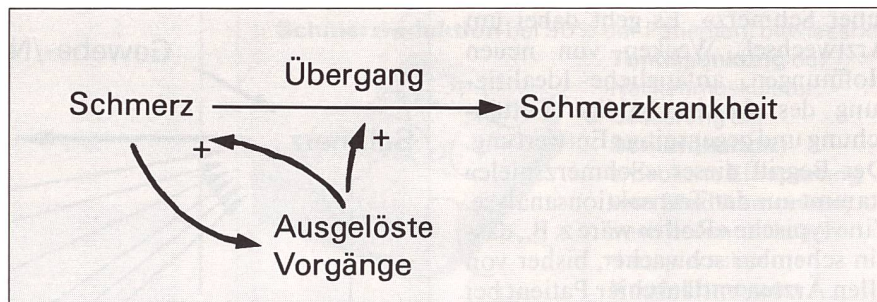 Übergang
Schmerz Schmerzkrankheit
+ +
Ausgelöste
Vorgänge